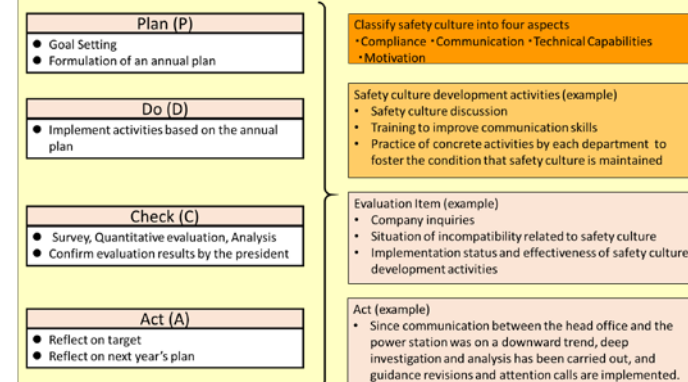 Plan (P)
● Goal Setting
● Formulation of an annual plan
Do (D)
● Implement activities based on the annual
plan
Check (C)
● Survey, Quantitative evaluation, Analysis
● Confirm evaluation results by the president
Act (A)
● Reflect on target
● Reflect on next year's plan
Classify safety culture into four aspects
・Compliance ・Communication ・Technical Capabilities
・Motivation
Safety culture development activities (example)
• Safety culture discussion
• Training to improve communication skills
• Practice of concrete activities by each department to
foster the condition that safety culture is maintained
Evaluation Item (example)
• Company inquiries
• Situation of incompatibility related to safety culture
• Implementation status and effectiveness of safety culture
development activities
Act (example)
• Since communication between the head office and the
power station was on a downward trend, deep
investigation and analysis has been carried out, and
guidance revisions and attention calls are implemented.